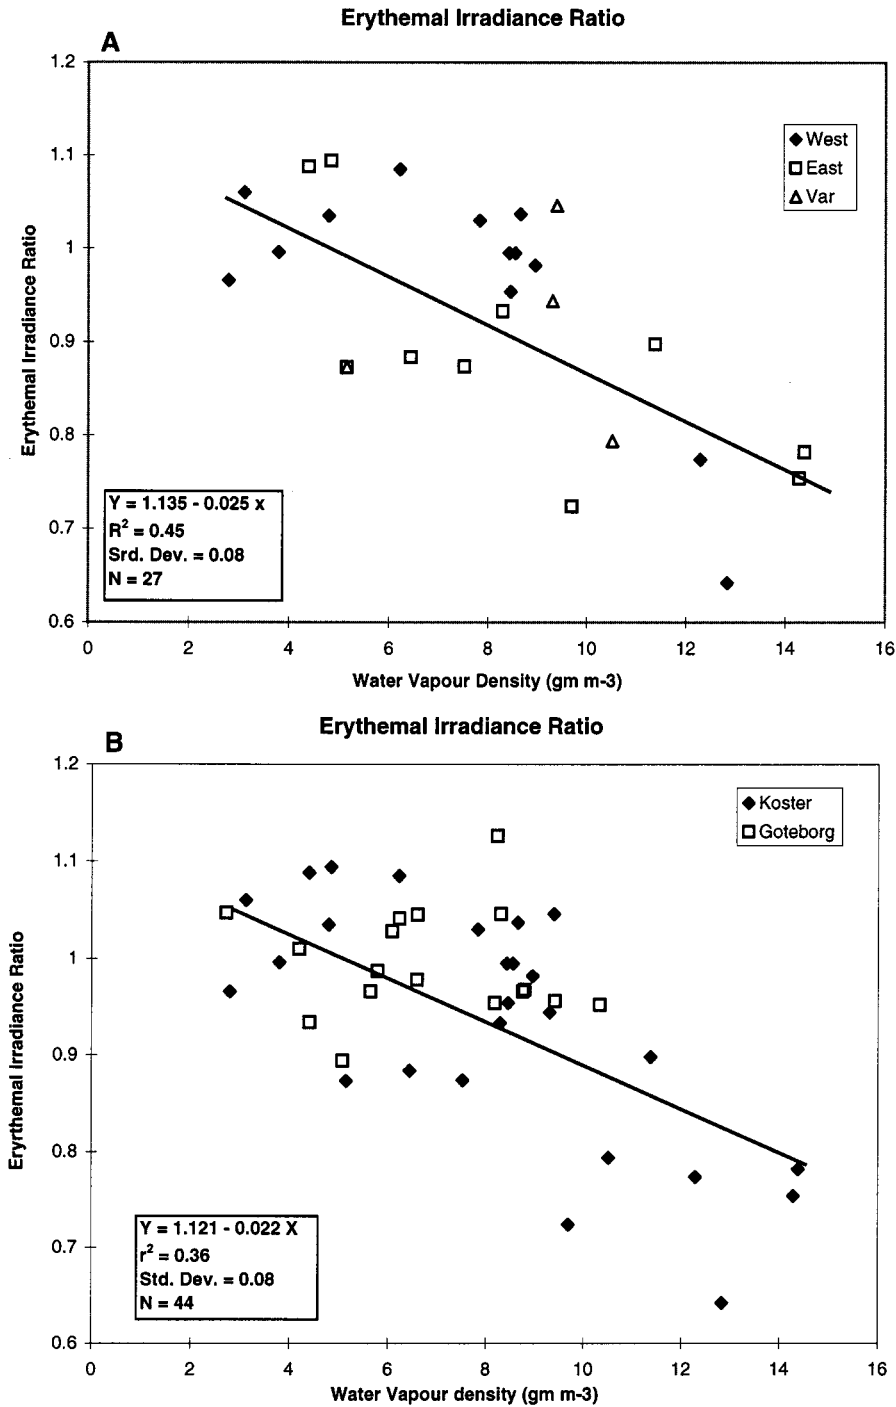 Erythemal Irradiance Ratio
A
1.2
1.1
1
0.9
0.8
0.7
0.6
Erythemal Irradiance Ratio
West
East
Var
Y = 1.135 - 0.025 x
R² = 0.45
Srd. Dev. = 0.08
N = 27
0 2 4 6 8 10 12 14 16
Water Vapour Density (gm m-3)
Erythemal Irradiance Ratio
B
1.2
1.1
1
0.9
0.8
0.7
0.6
Eryrthemal Irradiance Ratio
Koster
Goteborg
Y = 1.121 - 0.022 X
r² = 0.36
Std. Dev. = 0.08
N = 44
0 2 4 6 8 10 12 14 16
Water Vapour density (gm m-3)